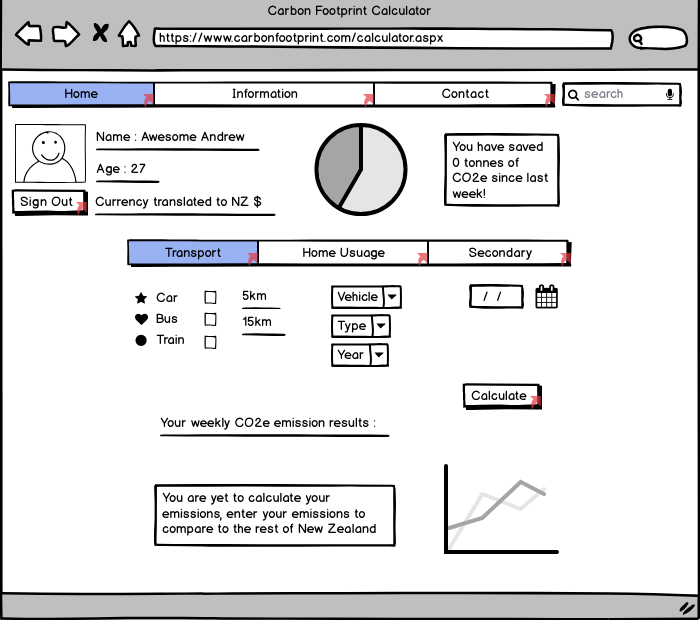 Carbon Footprint Calculator
https://www.carbonfootprint.com/calculator.aspx
Home
Information
Contact
search
Name : Awesome Andrew
Age : 27
Sign Out
Currency translated to NZ $
You have saved
0 tonnes of
CO2e since last
week!
Transport
Home Usuage
Secondary
Car
5km
Bus
15km
Train
Vehicle
Type
Year
/ /
Calculate
Your weekly CO2e emission results :
You are yet to calculate your
emissions, enter your emissions to
compare to the rest of New Zealand